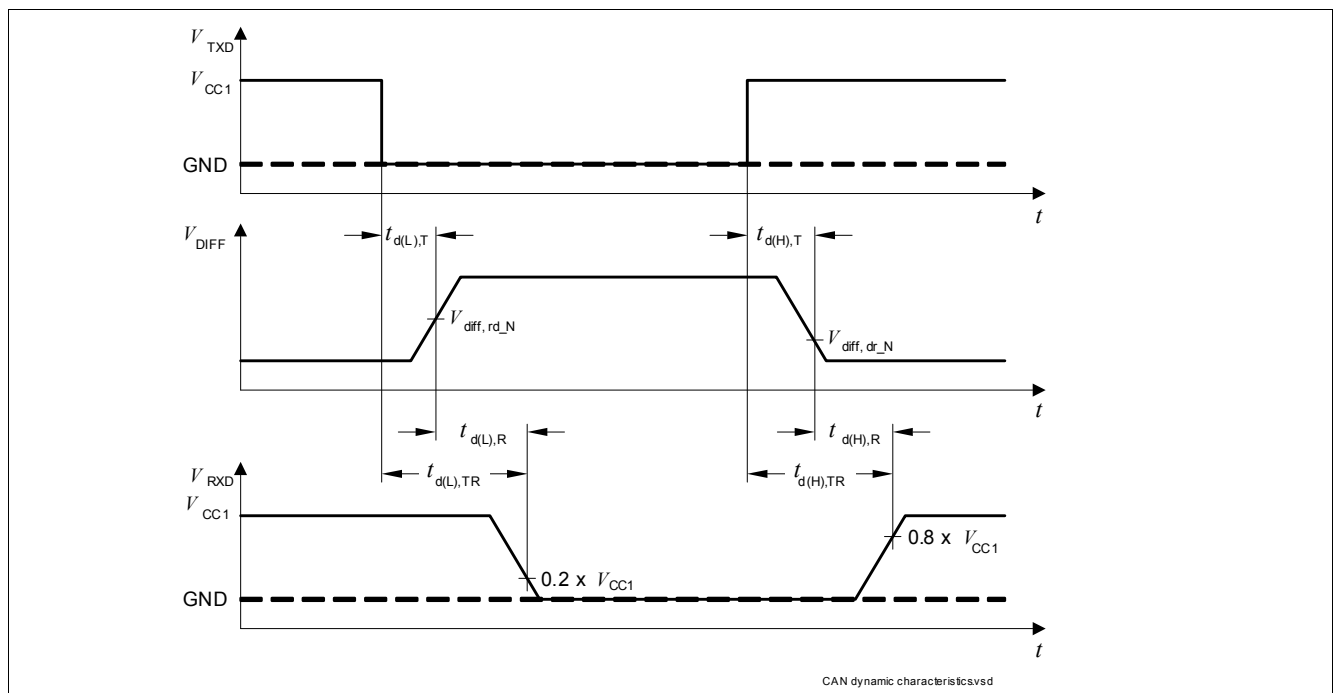 V TXD
V CC1
GND
t
V DIFF
t d(L),T
t d(H),T
V diff, rd_N
V diff, dr_N
t
t d(L),R
t d(H),R
t d(L),TR
t d(H),TR
V RXD
V CC1
0.8 x V CC1
0.2 x V CC1
GND
t
CAN dynamic characteristics.vsd